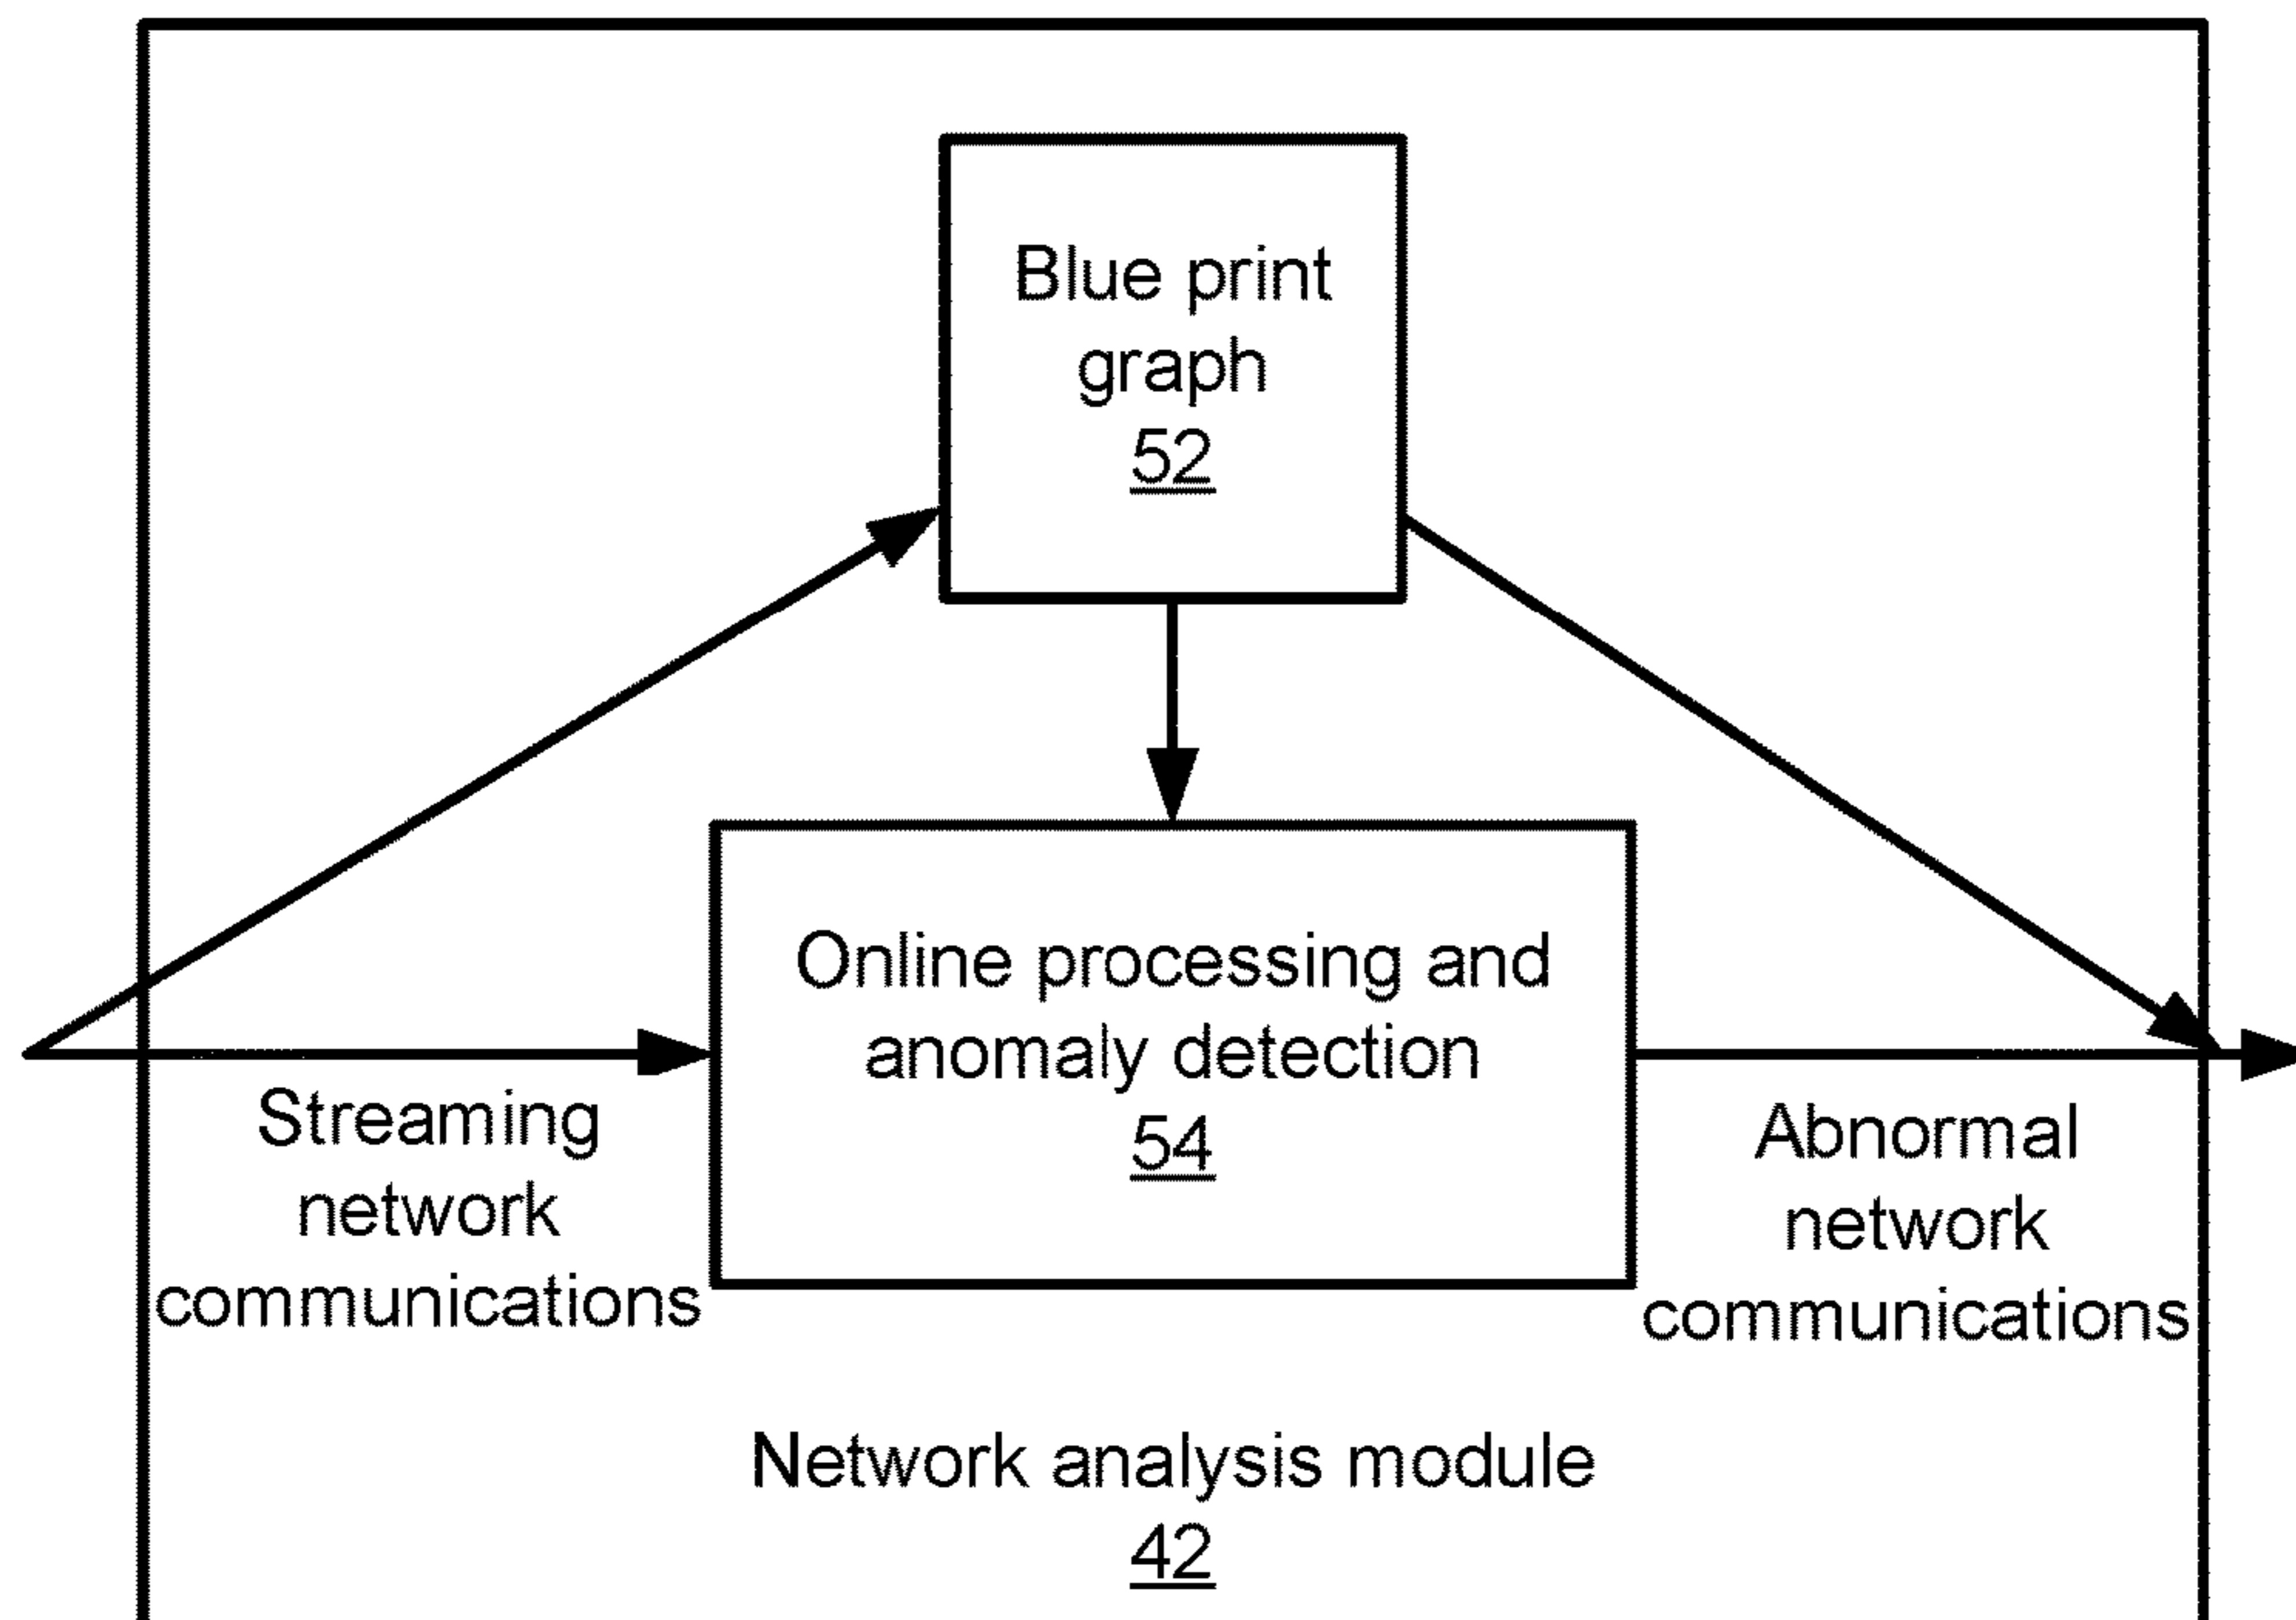 Blue print
graph
52
Online processing and
anomaly detection
54
Streaming
network
communications
Abnormal
network
communications
Network analysis module
42